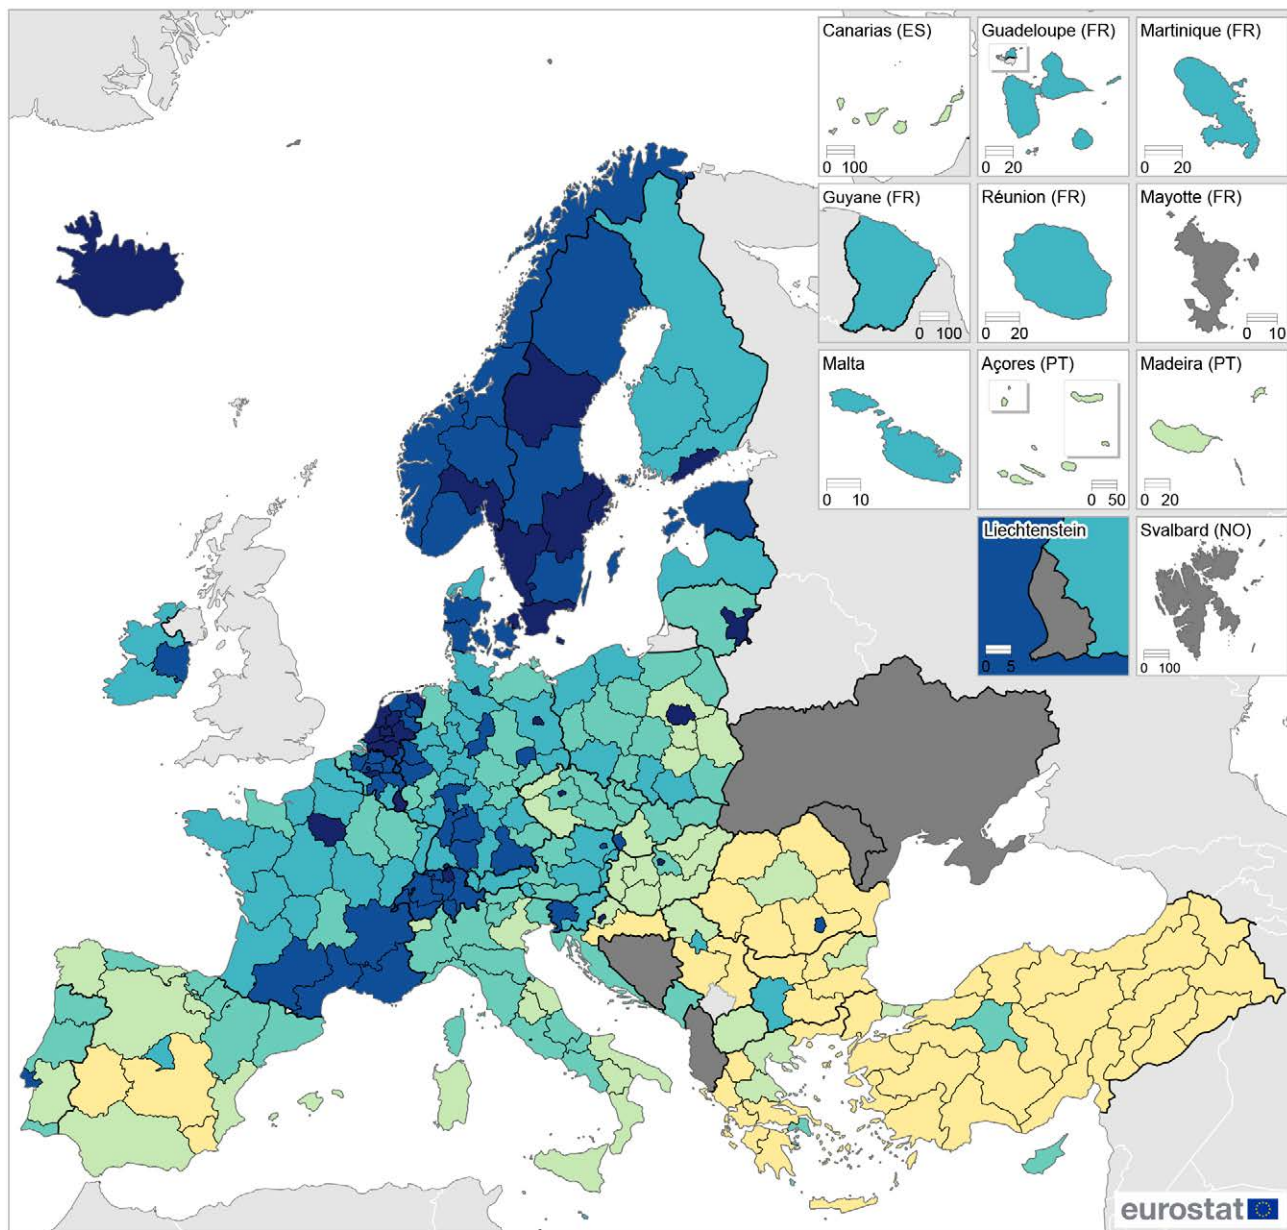 Canarias (ES)
0 100
Guadeloupe (FR)
0 20
Martinique (FR)
0 20
Guyane (FR)
0 100
Réunion (FR)
0 20
Mayotte (FR)
0 10
Malta
0 10
Açores (PT)
0 50
Madeira (PT)
0 20
Liechtenstein
0 5
Svalbard (NO)
0 100
eurostat